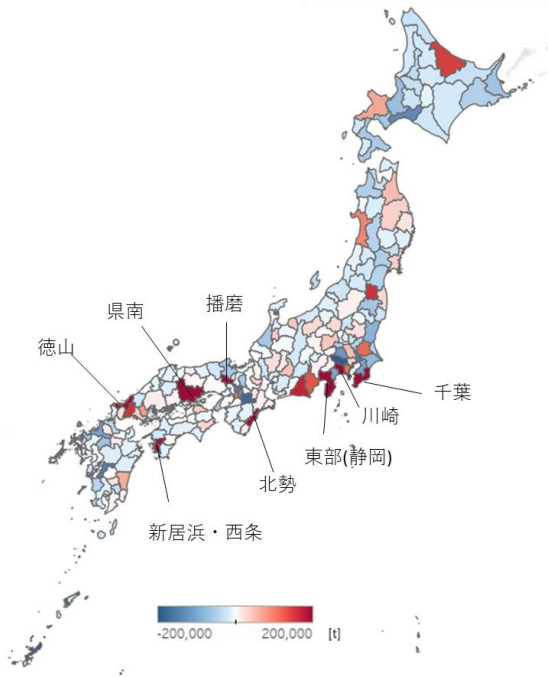 県南
播磨
徳山
千葉
川崎
東部(静岡)
北勢
新居浜・西条
-200,000 200,000 [t]